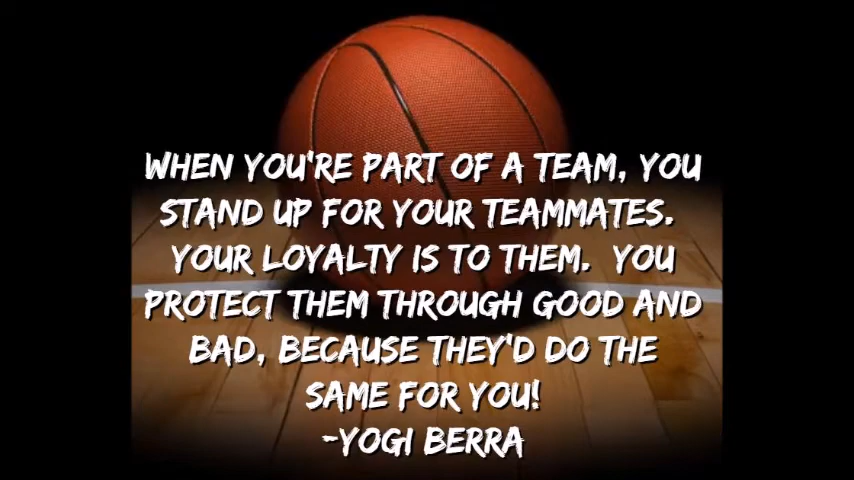 WHEN YOU'RE PART OF A TEAM, YOU
STAND UP FOR YOUR TEAMMATES.
YOUR LOYALTY IS TO THEM. YOU
PROTECT THEM THROUGH GOOD AND
BAD, BECAUSE THEY'D DO THE
SAME FOR YOU!
-YOGI BERRA